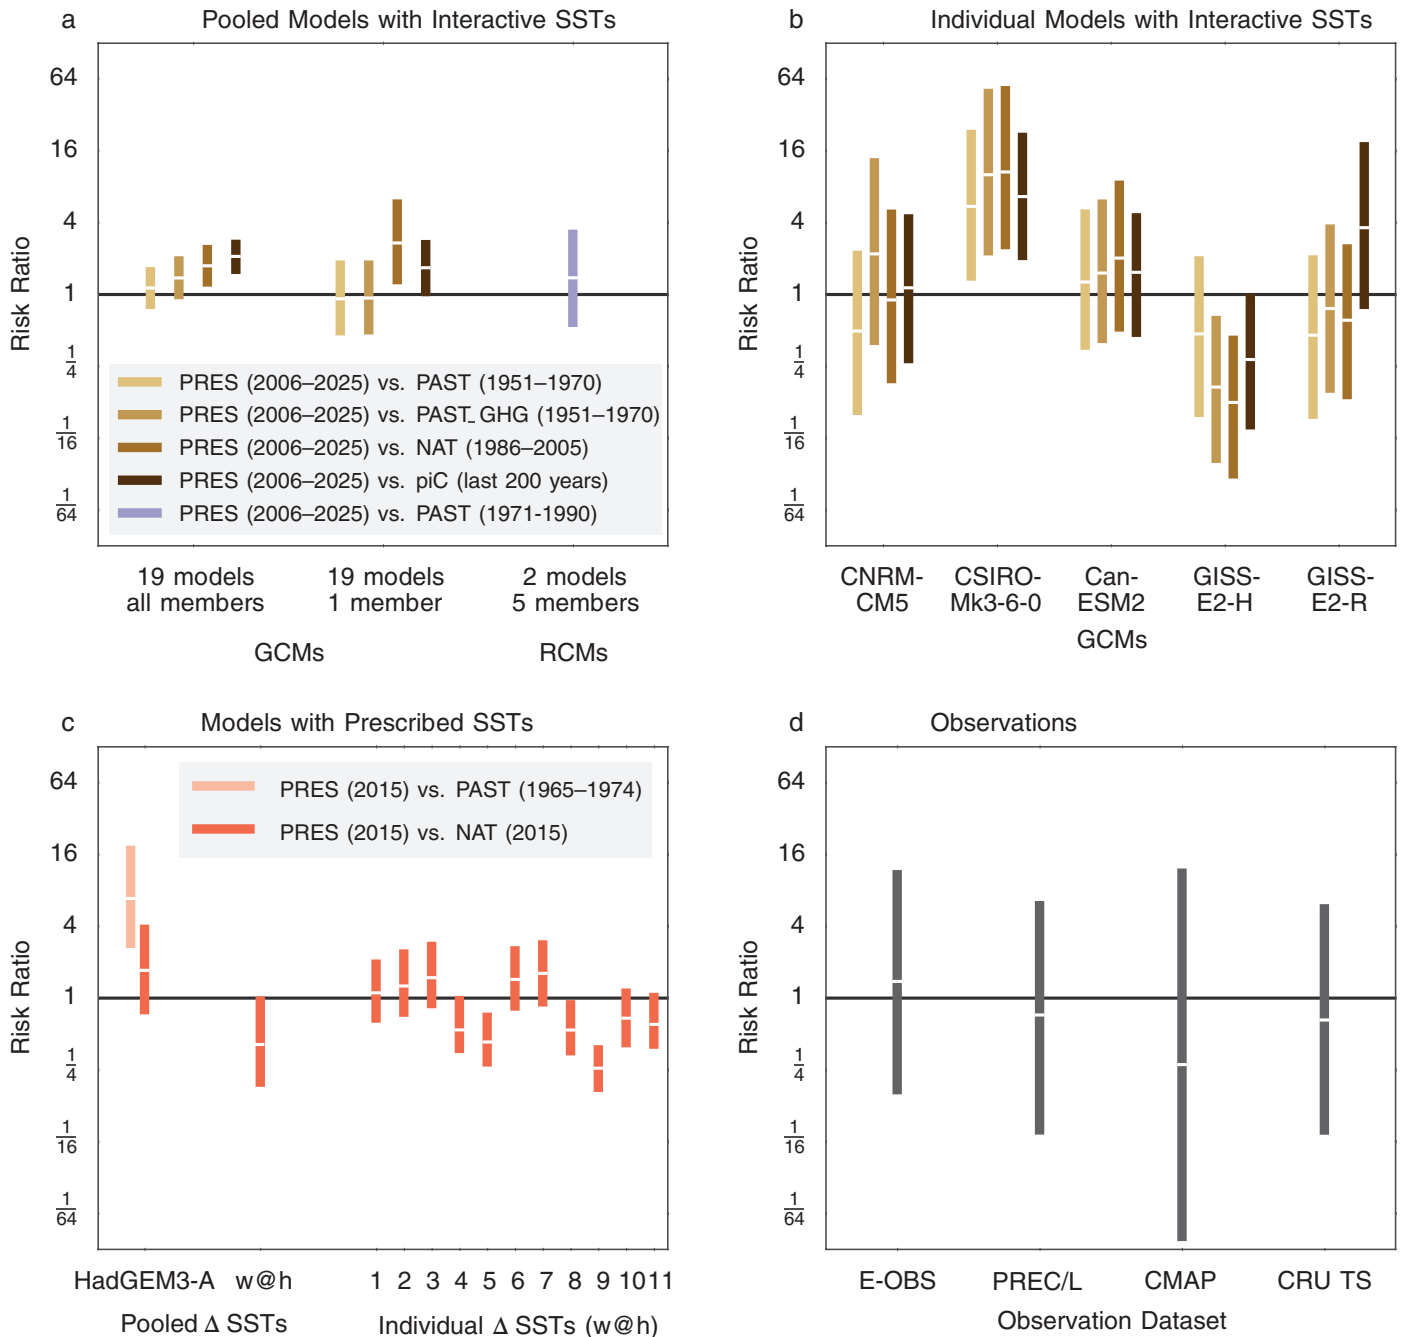 a Pooled Models with Interactive SSTs
64
16
4
1
1/4
1/16
1/64
Risk Ratio
PRES (2006–2025) vs. PAST (1951–1970)
PRES (2006–2025) vs. PAST_GHG (1951–1970)
PRES (2006–2025) vs. NAT (1986–2005)
PRES (2006–2025) vs. piC (last 200 years)
PRES (2006–2025) vs. PAST (1971-1990)
19 models 19 models 2 models
all members 1 member 5 members
GCMs RCMs
b Individual Models with Interactive SSTs
64
16
4
1
1/4
1/16
1/64
Risk Ratio
CNRM- CSIRO- Can- GISS- GISS-
CM5 Mk3-6-0 ESM2 E2-H E2-R
GCMs
c Models with Prescribed SSTs
64
16
4
1
1/4
1/16
1/64
Risk Ratio
PRES (2015) vs. PAST (1965–1974)
PRES (2015) vs. NAT (2015)
HadGEM3-A w@h 1 2 3 4 5 6 7 8 9 10 11
Pooled Δ SSTs Individual Δ SSTs (w@h)
d Observations
64
16
4
1
1/4
1/16
1/64
Risk Ratio
E-OBS PREC/L CMAP CRU TS
Observation Dataset